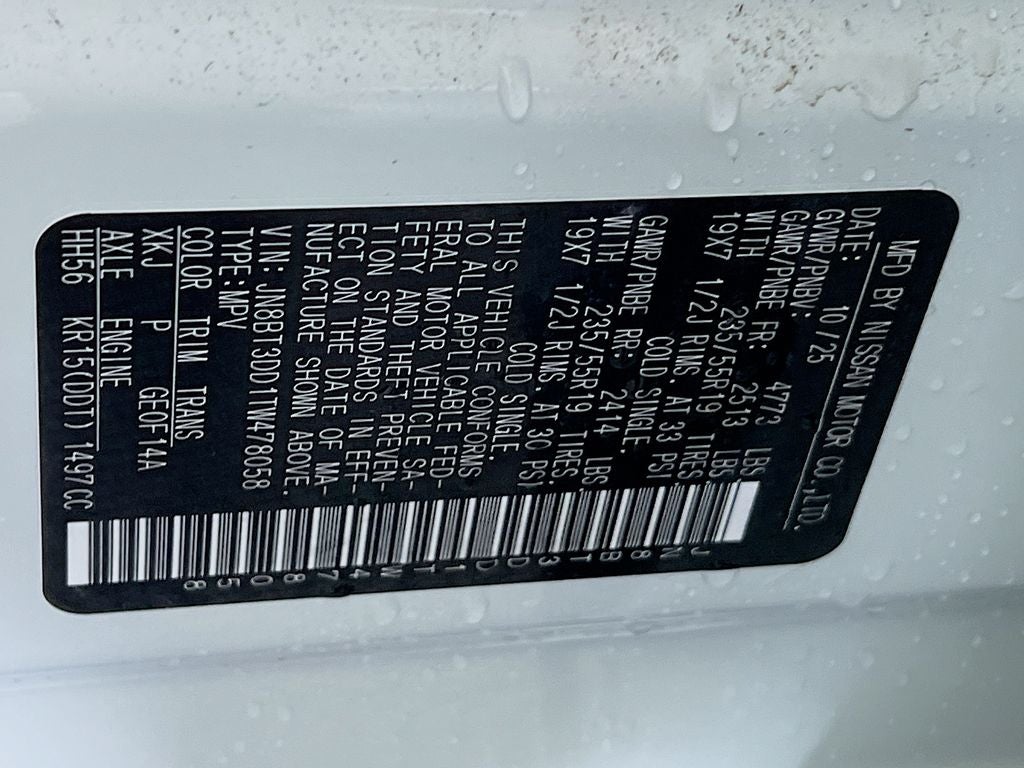 MFD BY NISSAN MOTOR CO.,LTD.
DATE: 10/25
GVWR/PNBV: 4773 LBS
GAWR/PNBE FR: 2513 LBS
WITH 235/55R19 TIRES
19X7 1/2J RIMS. AT 33 PSI
COLD SINGLE.
GAWR/PNBE RR: 2414 LBS
WITH 235/55R19 TIRES.
19X7 1/2J RIMS. AT 30 PSI
COLD SINGLE.
THIS VEHICLE CONFORMS
TO ALL APPLICABLE FED-
ERAL MOTOR VEHICLE SA-
FETY AND THEFT PREVEN-
TION STANDARDS IN EFF-
ECT ON THE DATE OF MA-
NUFACTURE SHOWN ABOVE.
VIN: JN8BT3DD1TW478058
TYPE:MPV
COLOR TRIM TRANS
XKJ P GE0F14A
AXLE ENGINE
HH56 KR15(DDT) 1497CC
JN8BT3DD1TW478058